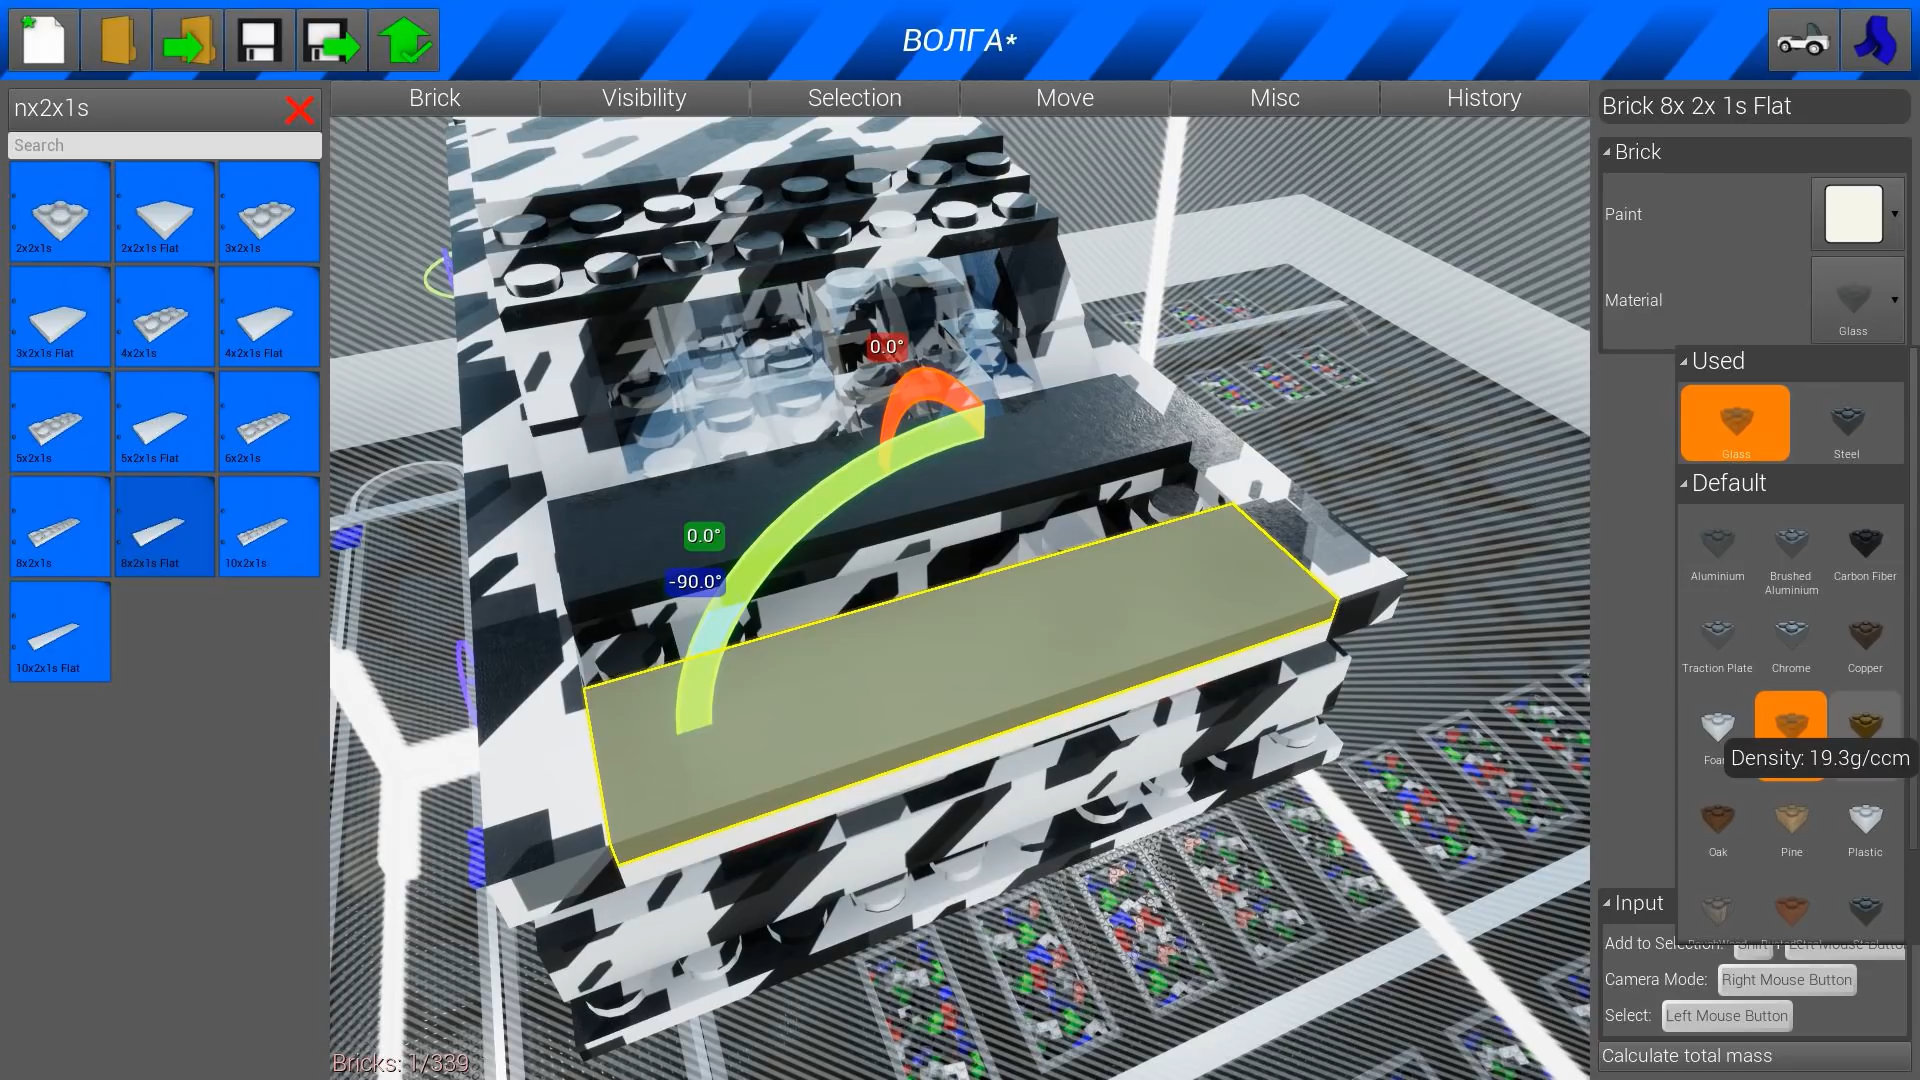 ВОЛГА*
nx2x1s
Search
2x2x1s
2x2x1s Flat
3x2x1s
3x2x1s Flat
4x2x1s
4x2x1s Flat
5x2x1s
5x2x1s Flat
6x2x1s
8x2x1s
8x2x1s Flat
10x2x1s
10x2x1s Flat
Brick
Visibility
Selection
Move
Misc
History
0.0°
0.0°
-90.0°
Bricks: 1/339
Brick 8x 2x 1s Flat
Brick
Paint
Material
Glass
Used
Glass
Steel
Default
Aluminium
Brushed Aluminium
Carbon Fiber
Traction Plate
Chrome
Copper
Density: 19.3g/ccm
Oak
Pine
Plastic
Input
Add to Selection:
Camera Mode: Right Mouse Button
Select: Left Mouse Button
Calculate total mass